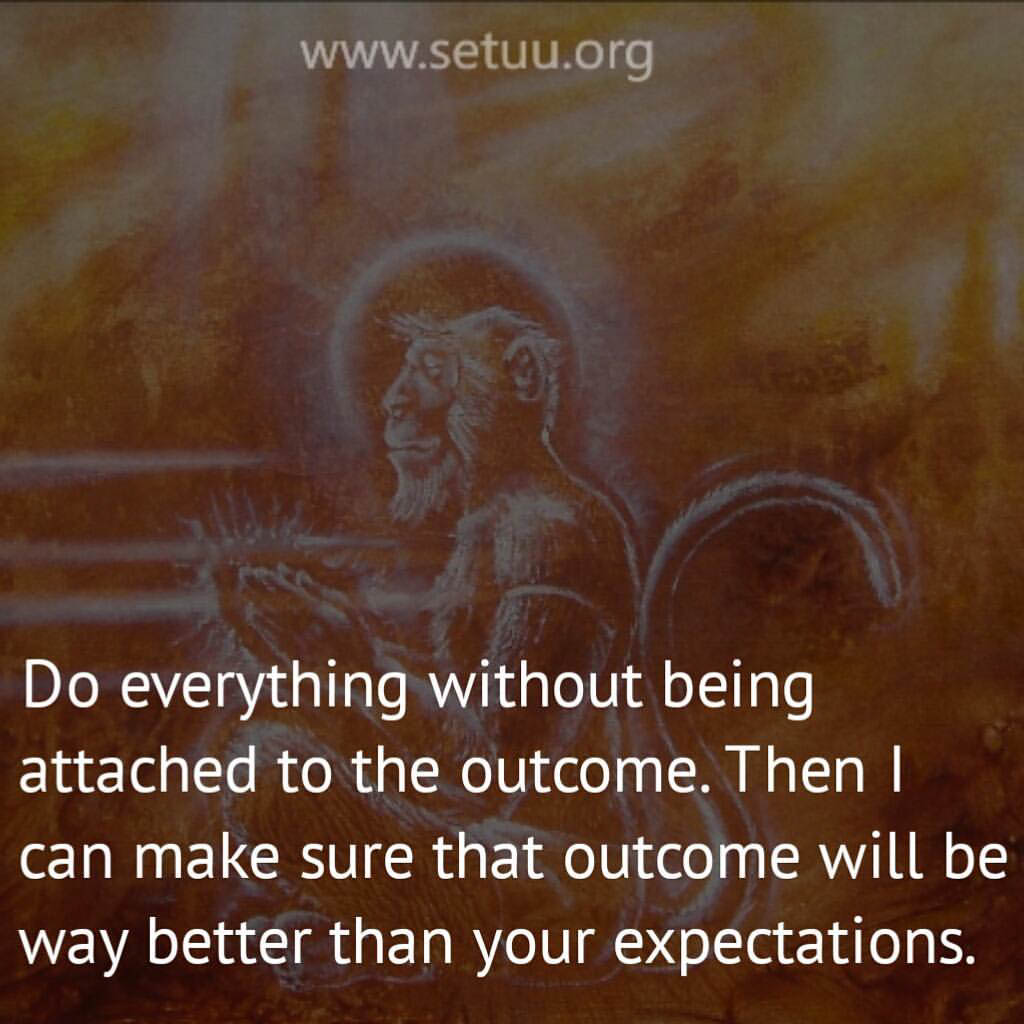 www.setuu.org
Do everything without being
attached to the outcome. Then I
can make sure that outcome will be
way better than your expectations.